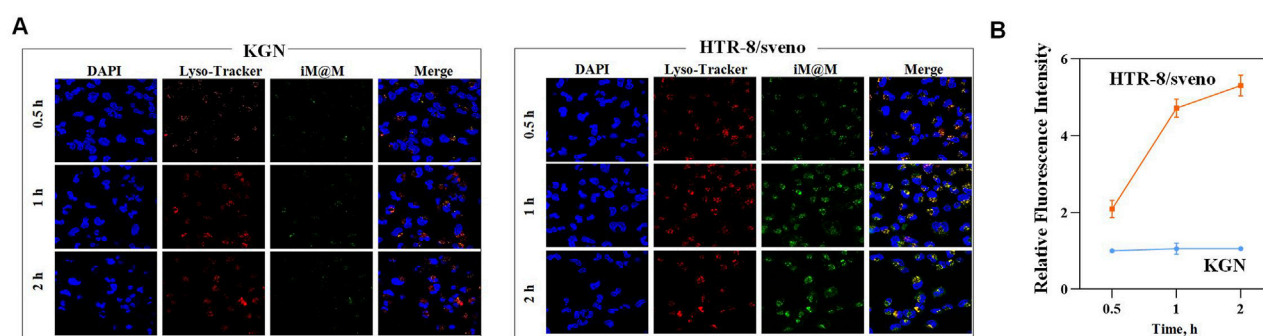 A
KGN
DAPI Lyso-Tracker iM@M Merge
0.5 h
1 h
2 h
HTR-8/sveno
DAPI Lyso-Tracker iM@M Merge
0.5 h
1 h
2 h
B
Relative Fluorescence Intensity
6
4
2
0
HTR-8/sveno
KGN
0.5 1 2
Time, h